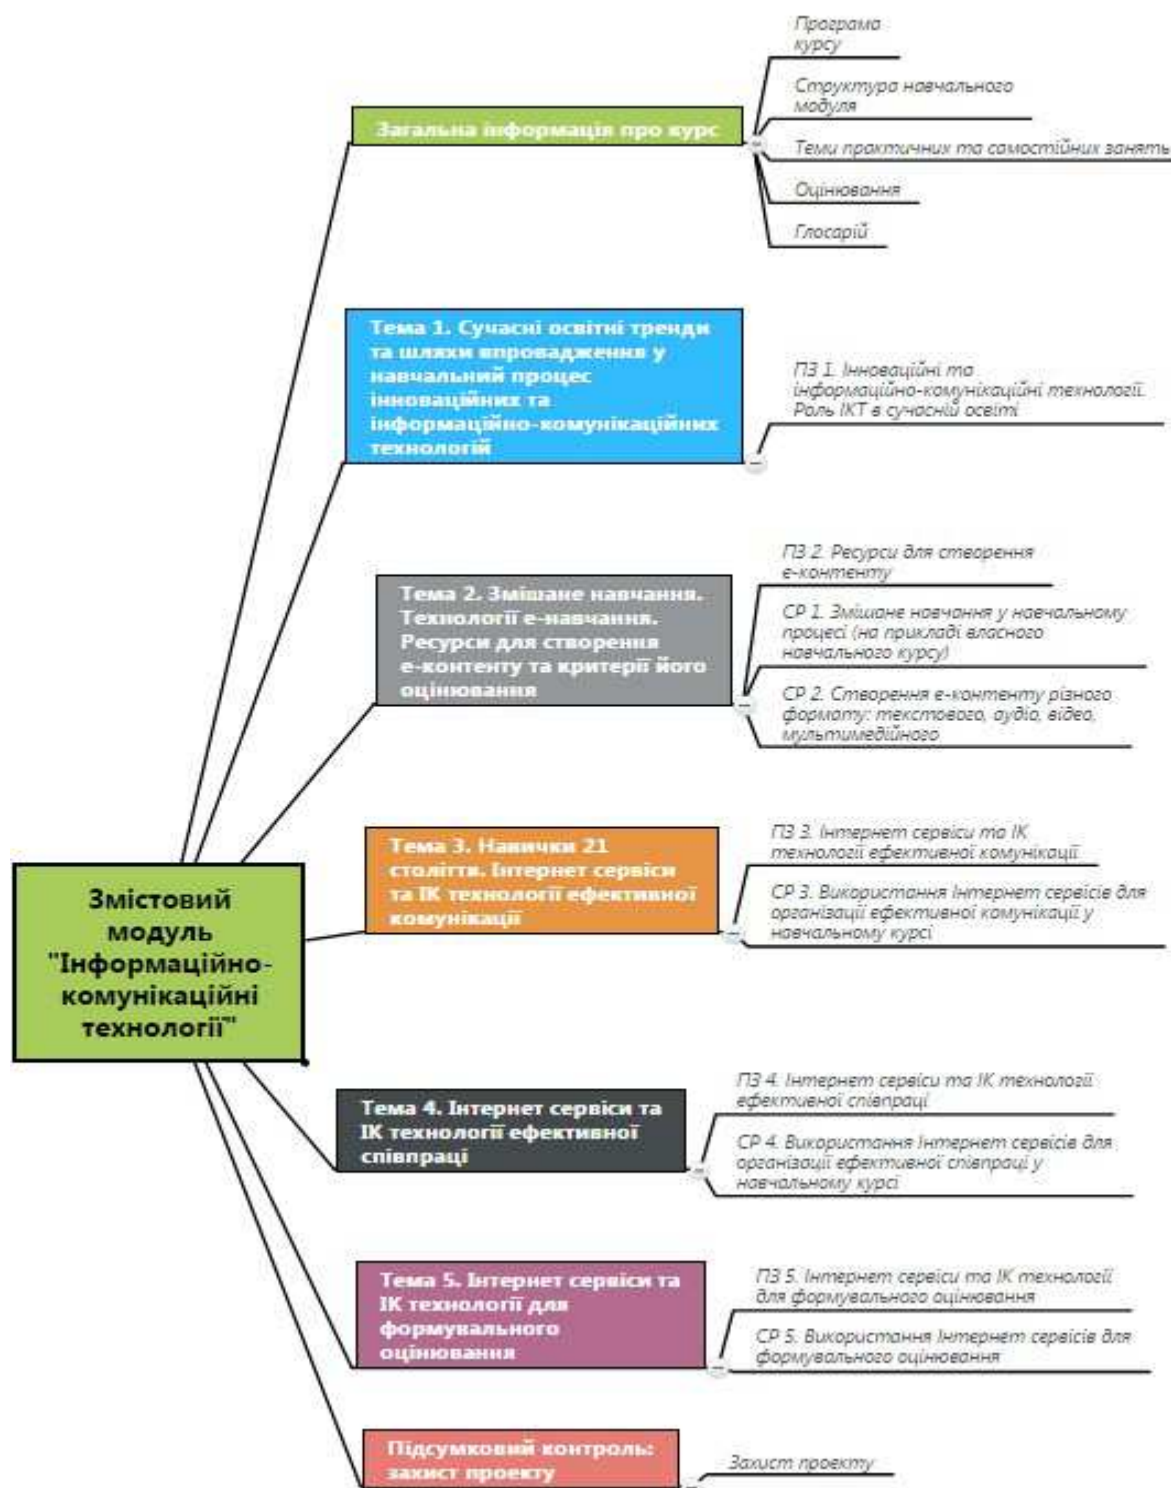 Програма
курсу
Структура навчального
модуля
Загальна інформація про курс
Теми практичних та самостійних занять
Оцінювання
Глосарій
Тема 1. Сучасні освітні тренди
та шляхи впровадження у
навчальний процес
інноваційних та
інформаційно-комунікаційних
технологій
ПЗ 1. Інноваційні та
інформаційно-комунікаційні технології.
Роль ІКТ в сучасній освіті
Тема 2. Змішане навчання.
Технології е-навчання.
Ресурси для створення
е-контенту та критерії його
оцінювання
ПЗ 2. Ресурси для створення
е-контенту
СР 1. Змішане навчання у навчальному
процесі (на прикладі власного
навчального курсу)
СР 2. Створення е-контенту різного
формату: текстового, аудіо, відео,
мультимедійного
Тема 3. Навички 21
століття. Інтернет сервіси
та ІК технології ефективної
комунікації
ПЗ 3. Інтернет сервіси та ІК
технології ефективної комунікації
СР 3. Використання Інтернет сервісів для
організації ефективної комунікації у
навчальному курсі
Змістовий
модуль
"Інформаційно-
комунікаційні
технології"
Тема 4. Інтернет сервіси та
ІК технології ефективної
співпраці
ПЗ 4. Інтернет сервіси та ІК технології
ефективної співпраці
СР 4. Використання Інтернет сервісів для
організації ефективної співпраці у
навчальному курсі
Тема 5. Інтернет сервіси та
ІК технології для
формувального
оцінювання
ПЗ 5. Інтернет сервіси та ІК технології
для формувального оцінювання
СР 5. Використання Інтернет сервісів для
формувального оцінювання
Підсумковий контроль:
захист проекту
Захист проекту